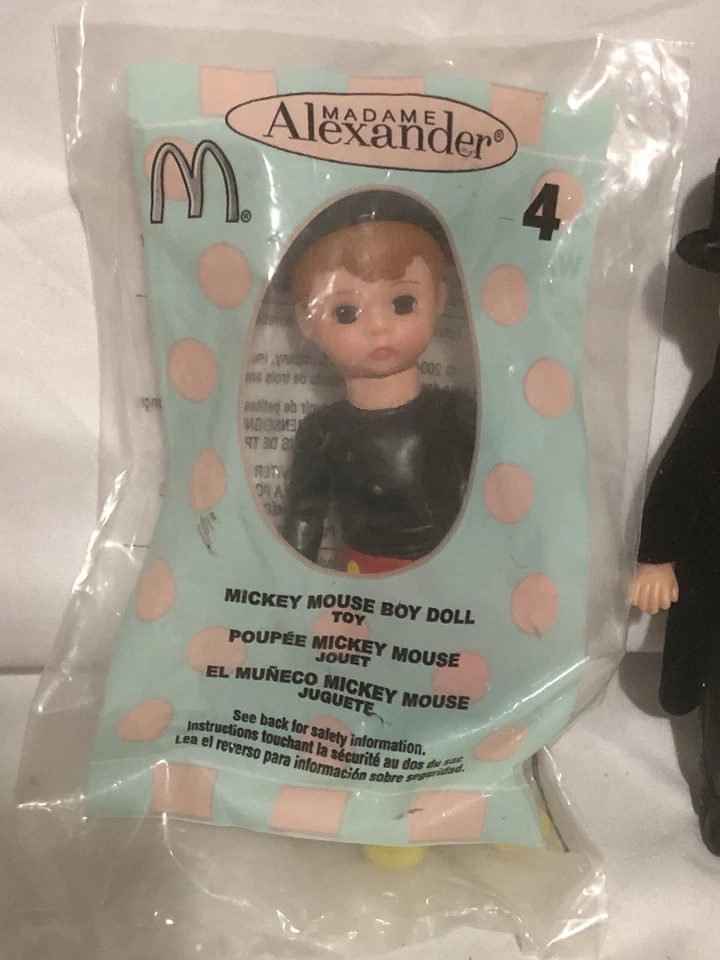 MADAME
Alexander®
M®
4
MICKEY MOUSE BOY DOLL
TOY
POUPÉE MICKEY MOUSE
JOUET
EL MUÑECO MICKEY MOUSE
JUGUETE
See back for safety information.
Instructions touchant la sécurité au dos du sac
Lea el reverso para información sobre seguridad.